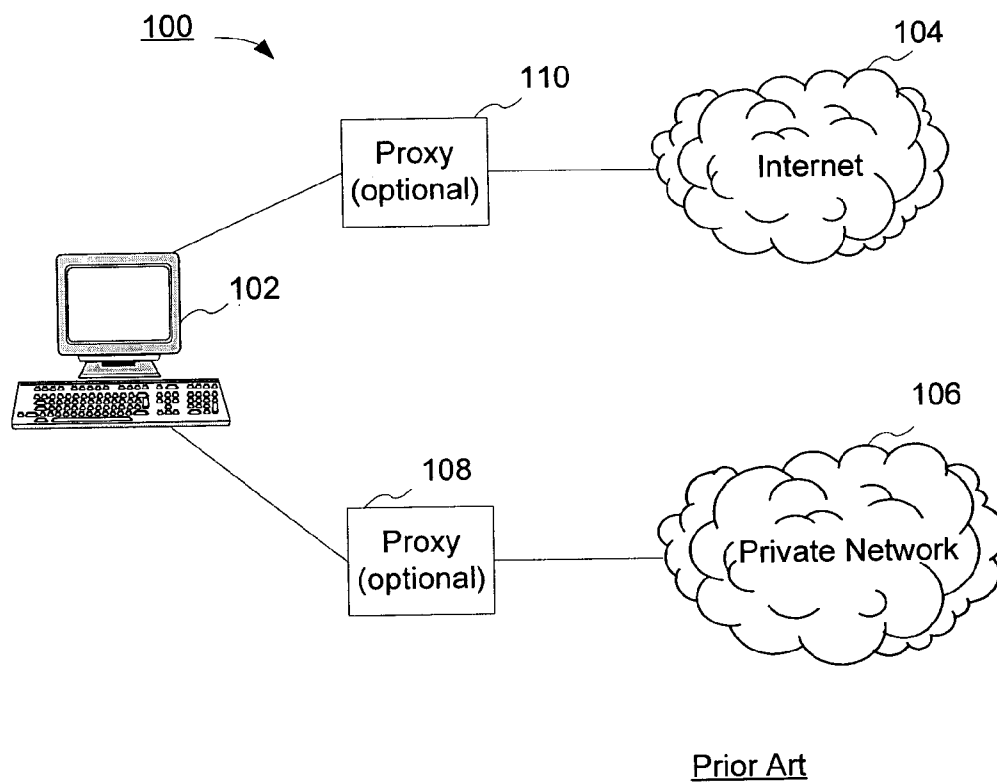 100
104
110
Proxy
(optional)
Internet
102
106
108
Proxy
(optional)
Private Network
Prior Art